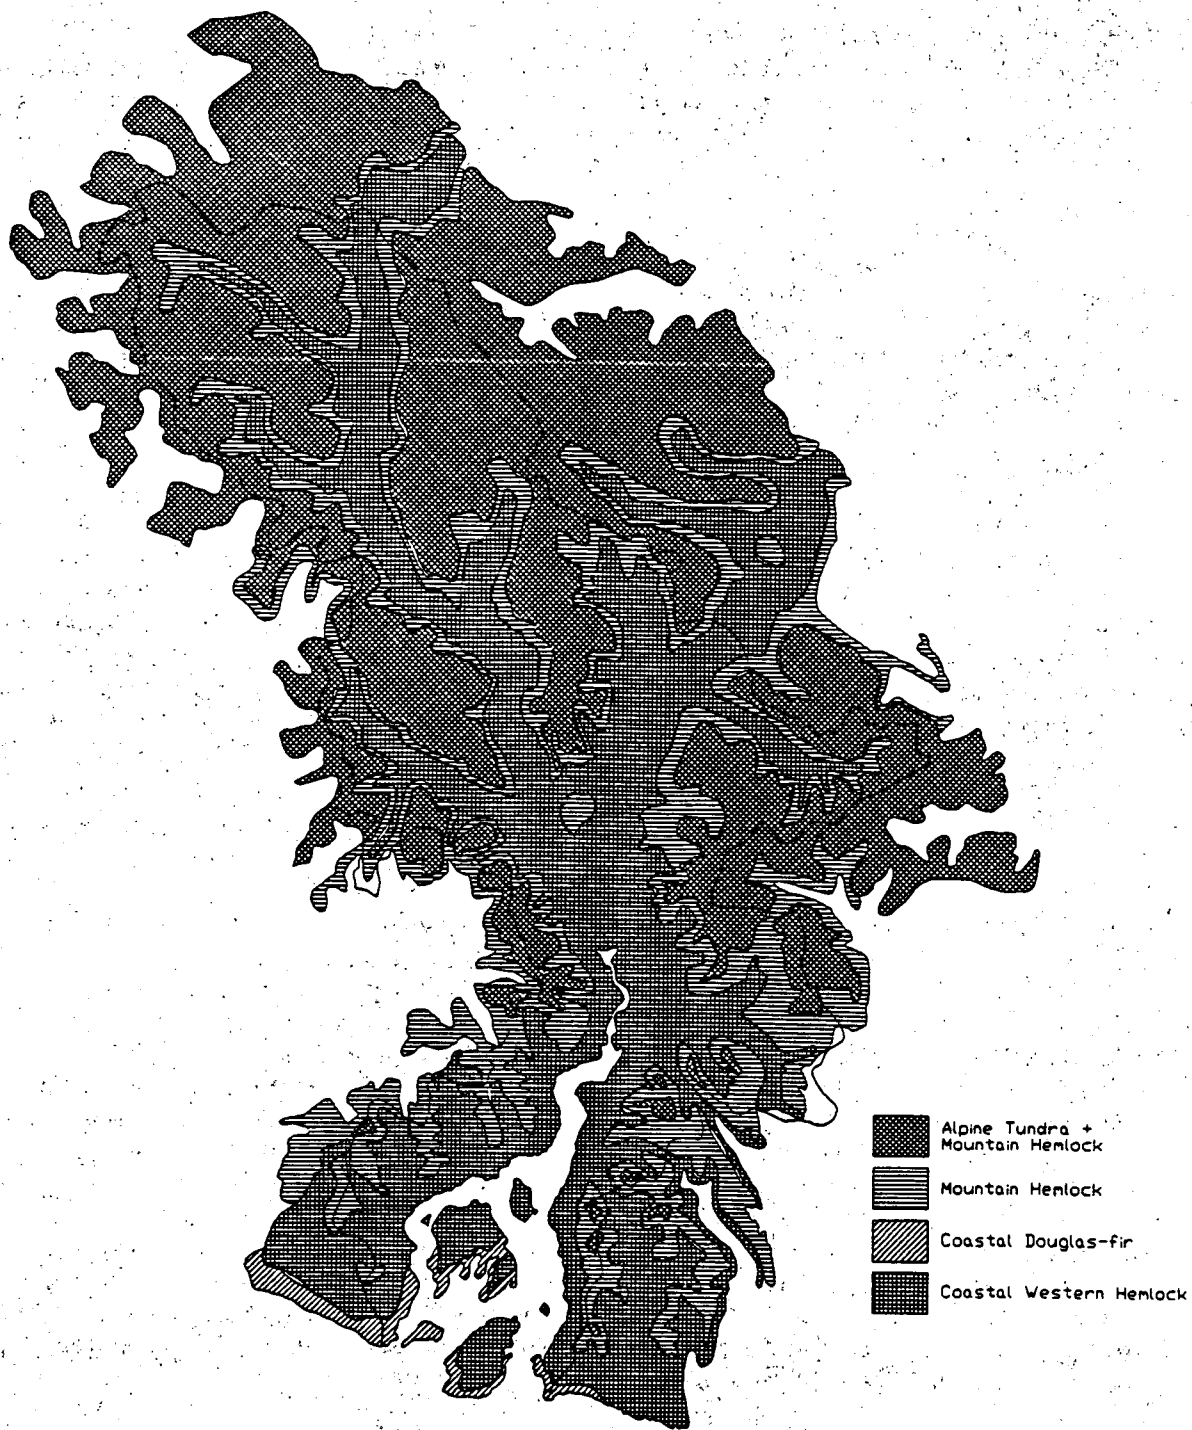 Alpine Tundra +
Mountain Hemlock
Mountain Hemlock
Coastal Douglas-fir
Coastal Western Hemlock